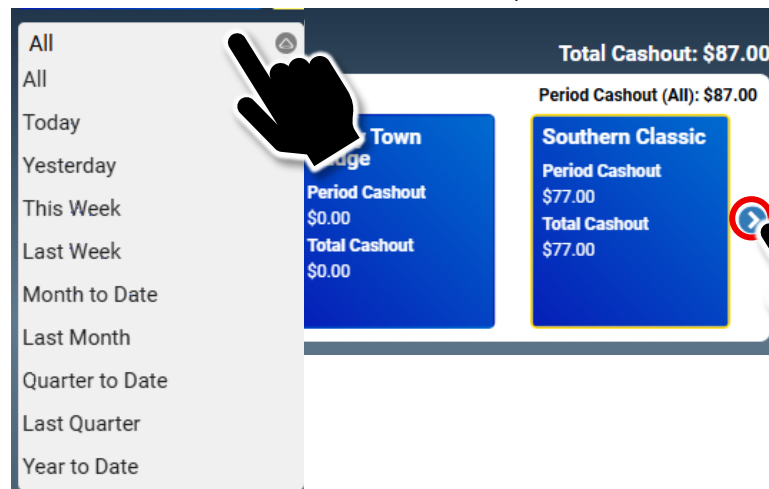 All
All
Today
Yesterday
This Week
Last Week
Month to Date
Last Month
Quarter to Date
Last Quarter
Year to Date
Total Cashout: $87.00
Period Cashout (All): $87.00
Town
Period Cashout
$0.00
Total Cashout
$0.00
Southern Classic
Period Cashout
$77.00
Total Cashout
$77.00